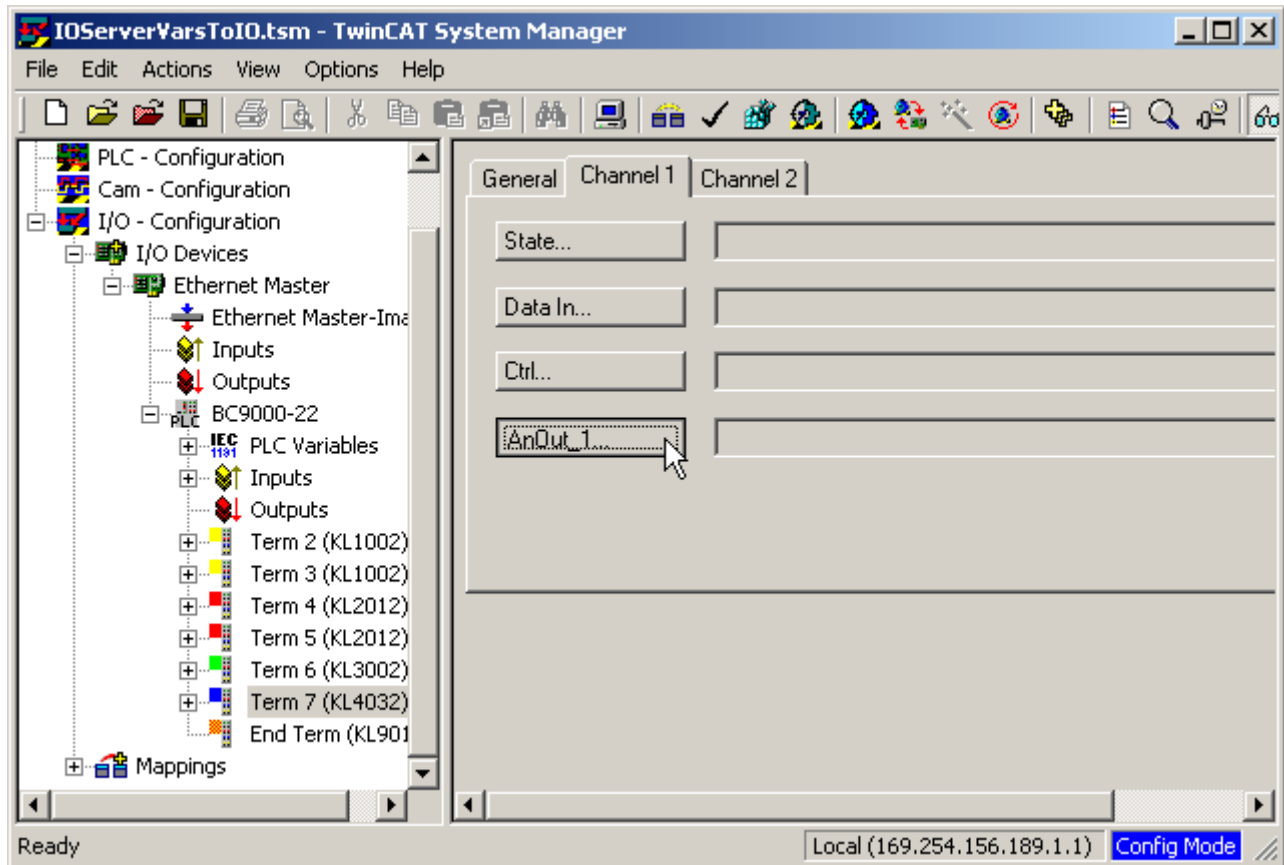 IOServerVarsToIO.tsm - TwinCAT System Manager
File Edit Actions View Options Help
PLC - Configuration
Cam - Configuration
I/O - Configuration
I/O Devices
Ethernet Master
Ethernet Master-Ima
Inputs
Outputs
PLC BC9000-22
IEC 1131 PLC Variables
Inputs
Outputs
Term 2 (KL1002)
Term 3 (KL1002)
Term 4 (KL2012)
Term 5 (KL2012)
Term 6 (KL3002)
Term 7 (KL4032)
End Term (KL901
Mappings
General Channel 1 Channel 2
State...
Data In...
Ctrl...
AnOut_1...
Ready Local (169.254.156.189.1.1) Config Mode